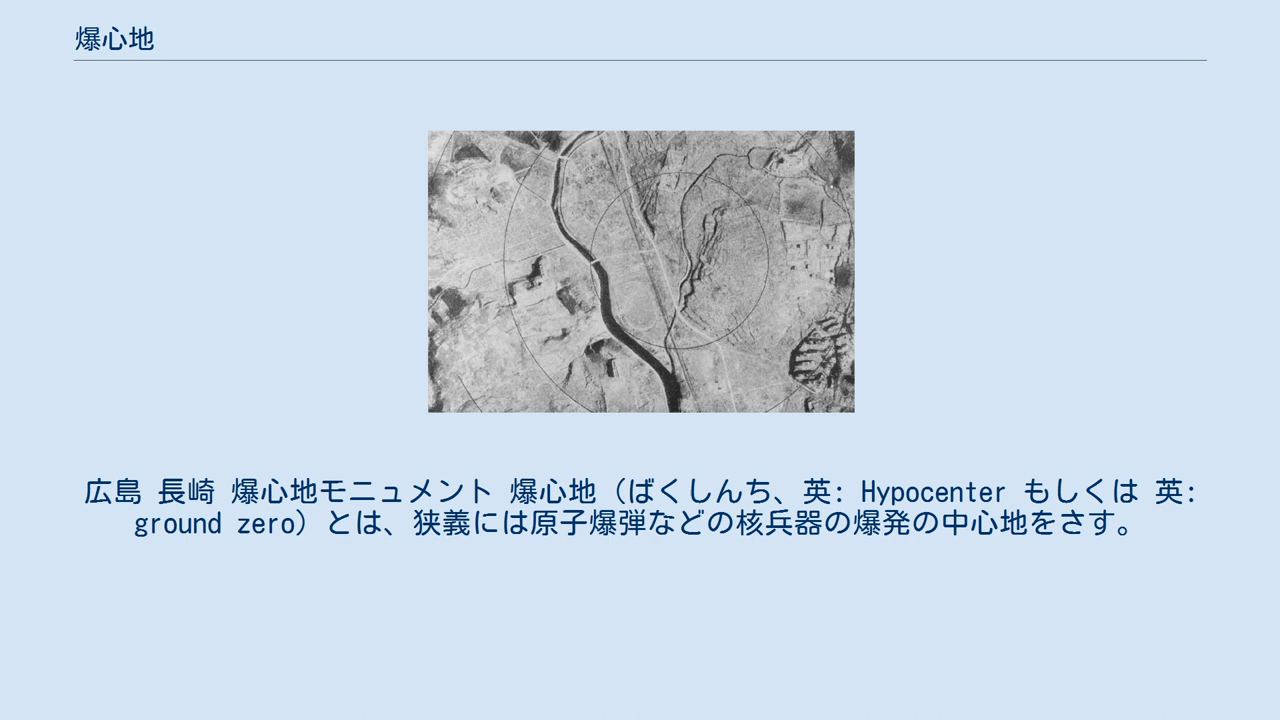 爆心地
広島 長崎 爆心地モニュメント 爆心地（ばくしんち、英: Hypocenter もしくは 英:
ground zero）とは、狭義には原子爆弾などの核兵器の爆発の中心地をさす。